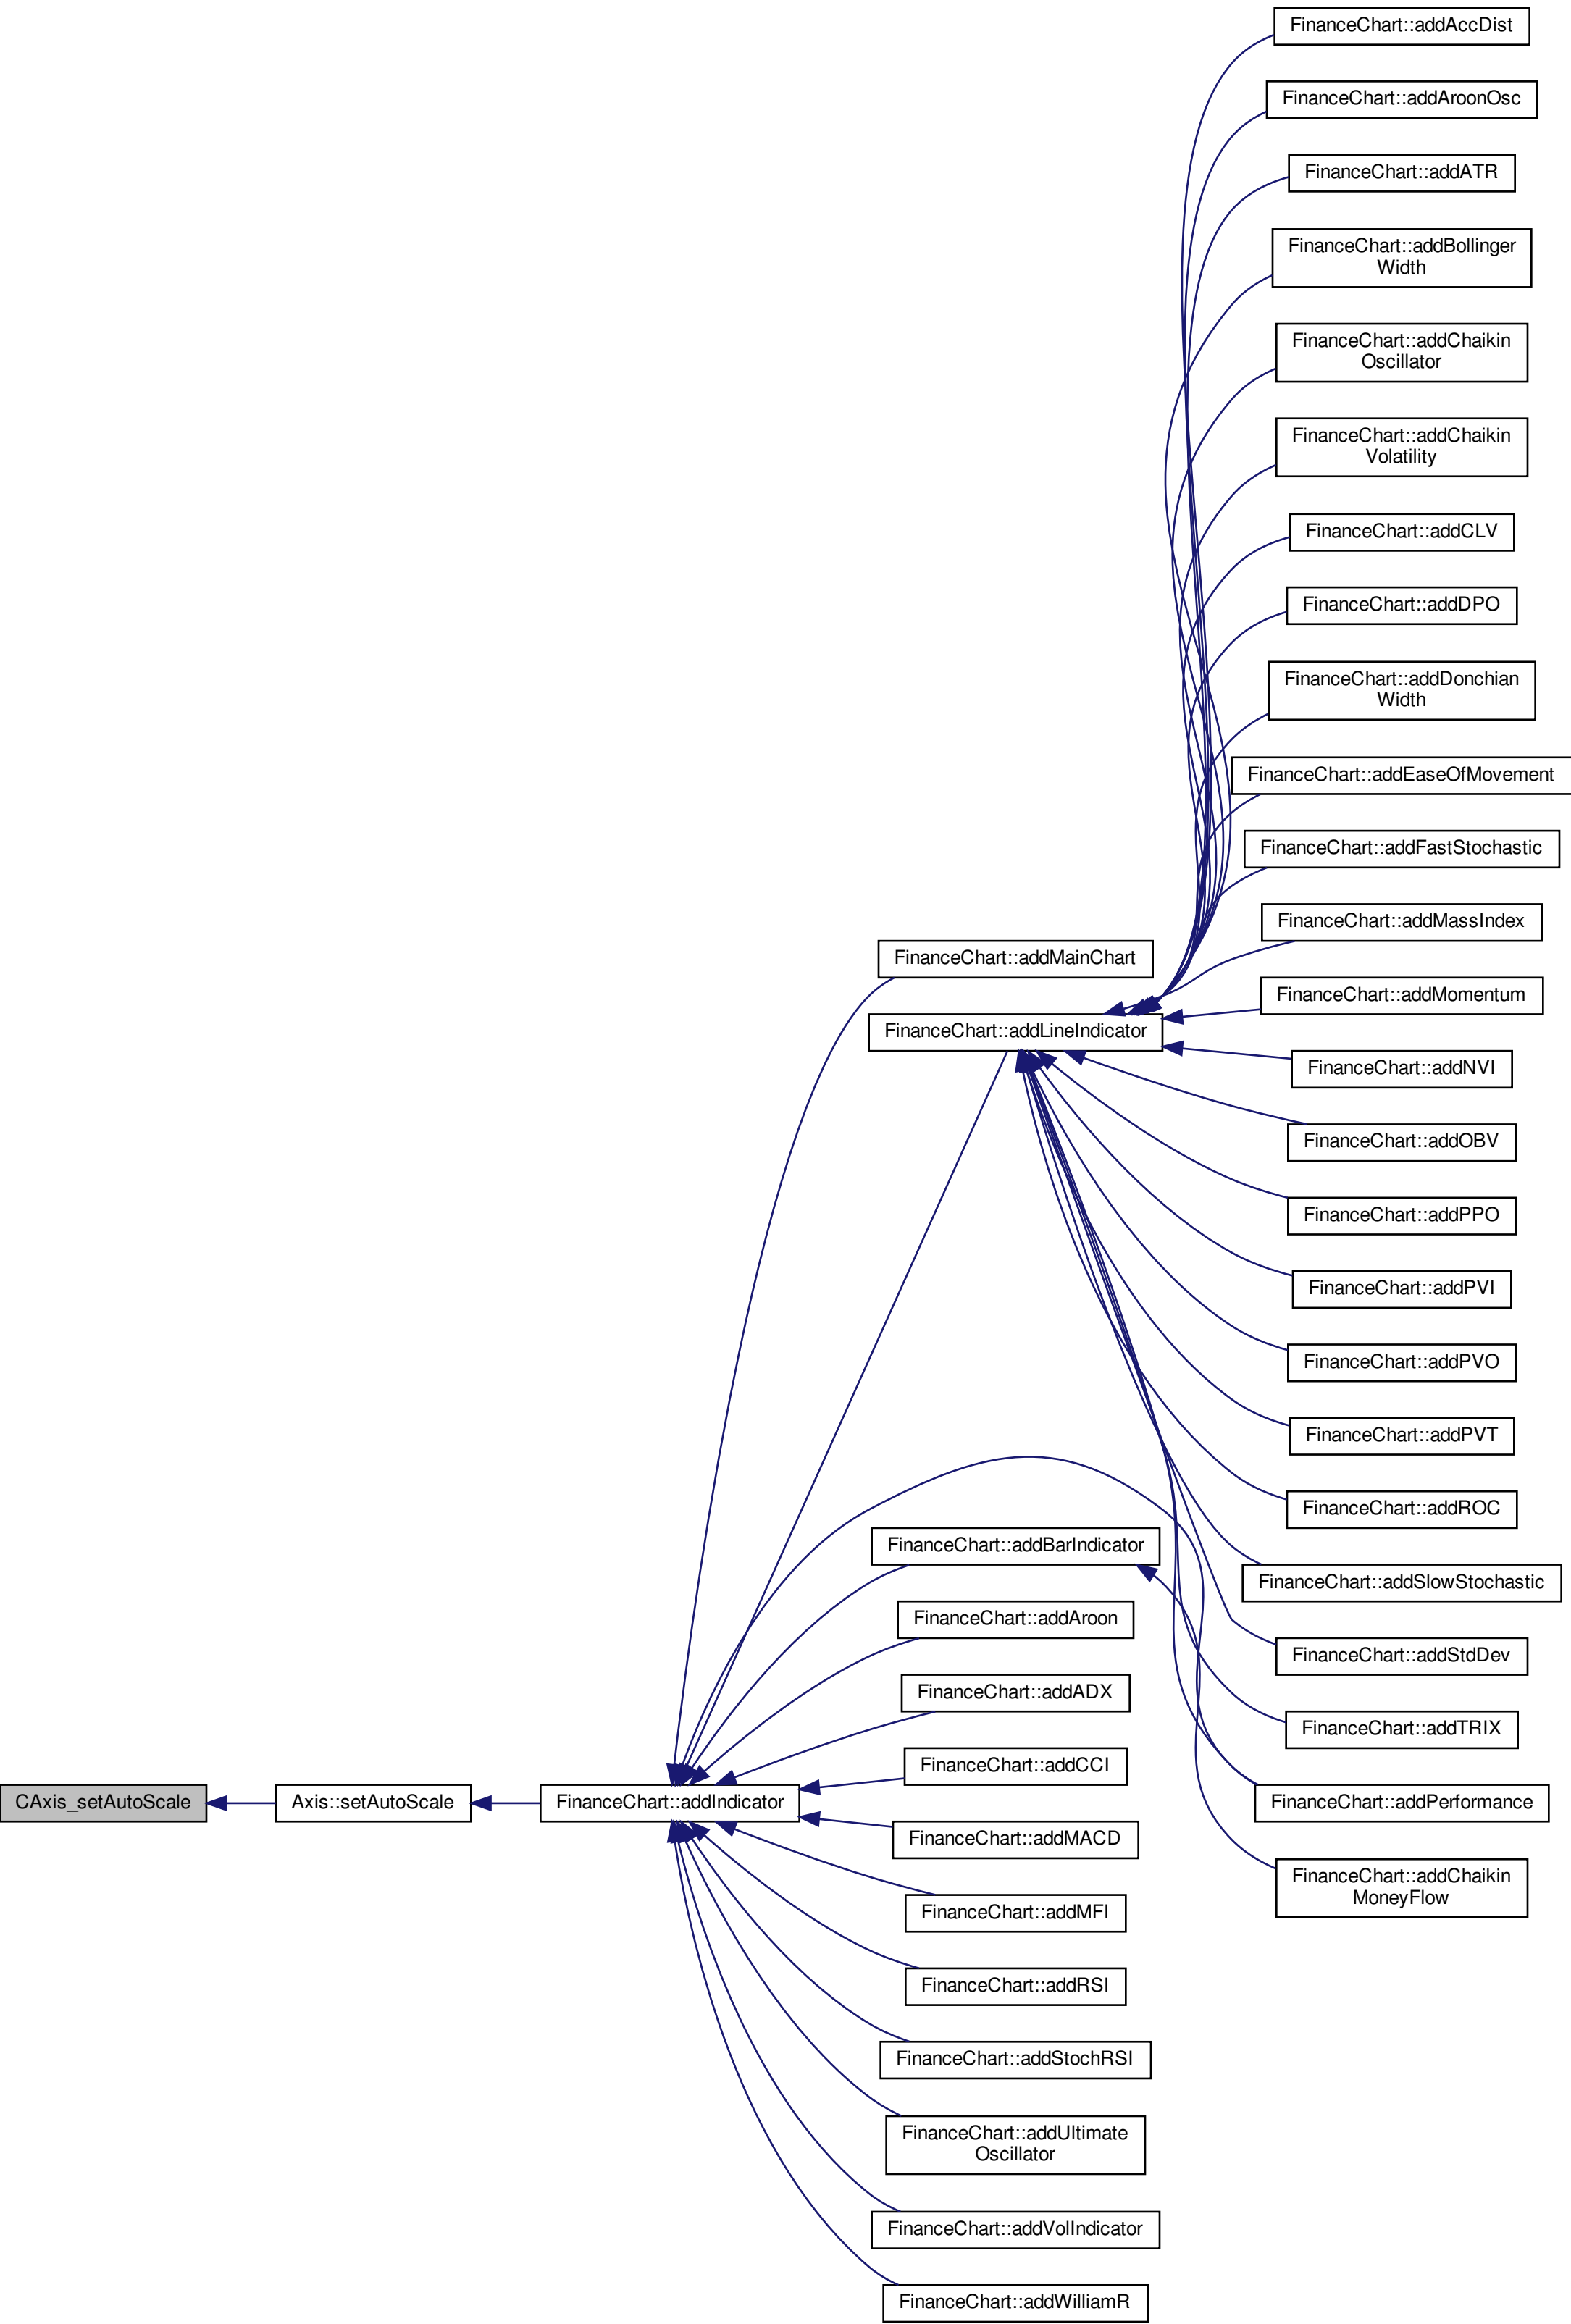 FinanceChart::addAccDist
FinanceChart::addAroonOsc
FinanceChart::addATR
FinanceChart::addBollinger
Width
FinanceChart::addChaikin
Oscillator
FinanceChart::addChaikin
Volatility
FinanceChart::addCLV
FinanceChart::addDPO
FinanceChart::addDonchian
Width
FinanceChart::addEaseOfMovement
FinanceChart::addFastStochastic
FinanceChart::addMassIndex
FinanceChart::addMainChart
FinanceChart::addMomentum
FinanceChart::addLineIndicator
FinanceChart::addNVI
FinanceChart::addOBV
FinanceChart::addPPO
FinanceChart::addPVI
FinanceChart::addPVO
FinanceChart::addPVT
FinanceChart::addROC
FinanceChart::addBarIndicator
FinanceChart::addSlowStochastic
FinanceChart::addAroon
FinanceChart::addStdDev
FinanceChart::addADX
FinanceChart::addTRIX
FinanceChart::addCCI
CAxis_setAutoScale
Axis::setAutoScale
FinanceChart::addIndicator
FinanceChart::addPerformance
FinanceChart::addMACD
FinanceChart::addChaikin
MoneyFlow
FinanceChart::addMFI
FinanceChart::addRSI
FinanceChart::addStochRSI
FinanceChart::addUltimate
Oscillator
FinanceChart::addVolIndicator
FinanceChart::addWilliamR